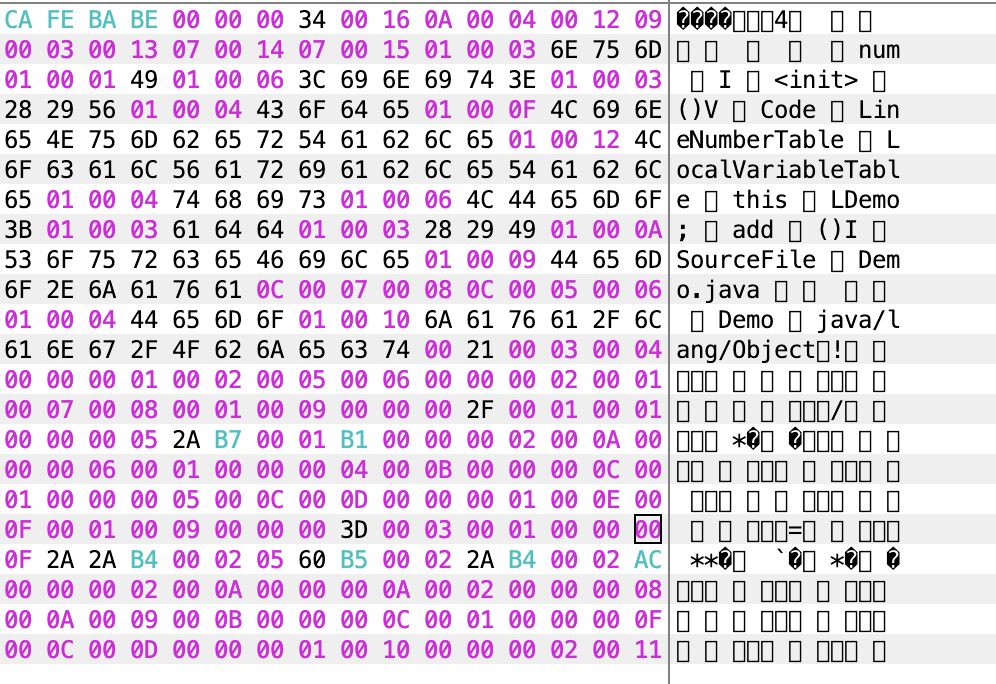 CA FE BA BE 00 00 00 34 00 16 0A 00 04 00 12 09 ����□□□4□ □ □
00 03 00 13 07 00 14 07 00 15 01 00 03 6E 75 6D □ □ □ □ □ num
01 00 01 49 01 00 06 3C 69 6E 69 74 3E 01 00 03 □ I □ <init> □
28 29 56 01 00 04 43 6F 64 65 01 00 0F 4C 69 6E ()V □ Code □ Lin
65 4E 75 6D 62 65 72 54 61 62 6C 65 01 00 12 4C eNumberTable □ L
6F 63 61 6C 56 61 72 69 61 62 6C 65 54 61 62 6C ocalVariableTabl
65 01 00 04 74 68 69 73 01 00 06 4C 44 65 6D 6F e □ this □ LDemo
3B 01 00 03 61 64 64 01 00 03 28 29 49 01 00 0A ; □ add □ ()I □
53 6F 75 72 63 65 46 69 6C 65 01 00 09 44 65 6D SourceFile □ Dem
6F 2E 6A 61 76 61 0C 00 07 00 08 0C 00 05 00 06 o.java □ □ □ □
01 00 04 44 65 6D 6F 01 00 10 6A 61 76 61 2F 6C □ Demo □ java/l
61 6E 67 2F 4F 62 6A 65 63 74 00 21 00 03 00 04 ang/Object□!□ □
00 00 00 01 00 02 00 05 00 06 00 00 00 02 00 01 □□□ □ □ □ □□□ □
00 07 00 08 00 01 00 09 00 00 00 2F 00 01 00 01 □ □ □ □ □□□/□ □
00 00 00 05 2A B7 00 01 B1 00 00 00 02 00 0A 00 □□□ *�□ �□□□ □ □
00 00 06 00 01 00 00 00 04 00 0B 00 00 00 0C 00 □□ □ □□□ □ □□□ □
01 00 00 00 05 00 0C 00 0D 00 00 00 01 00 0E 00 □□□ □ □ □□□ □ □
0F 00 01 00 09 00 00 00 3D 00 03 00 01 00 00 00 □ □ □□□=□ □ □□□
0F 2A 2A B4 00 02 05 60 B5 00 02 2A B4 00 02 AC **�□ `�□ *�□ �
00 00 00 02 00 0A 00 00 00 0A 00 02 00 00 00 08 □□□ □ □□□ □ □□□
00 0A 00 09 00 0B 00 00 00 0C 00 01 00 00 00 0F □ □ □ □□□ □ □□□
00 0C 00 0D 00 00 00 01 00 10 00 00 00 02 00 11 □ □ □□□ □ □□□ □